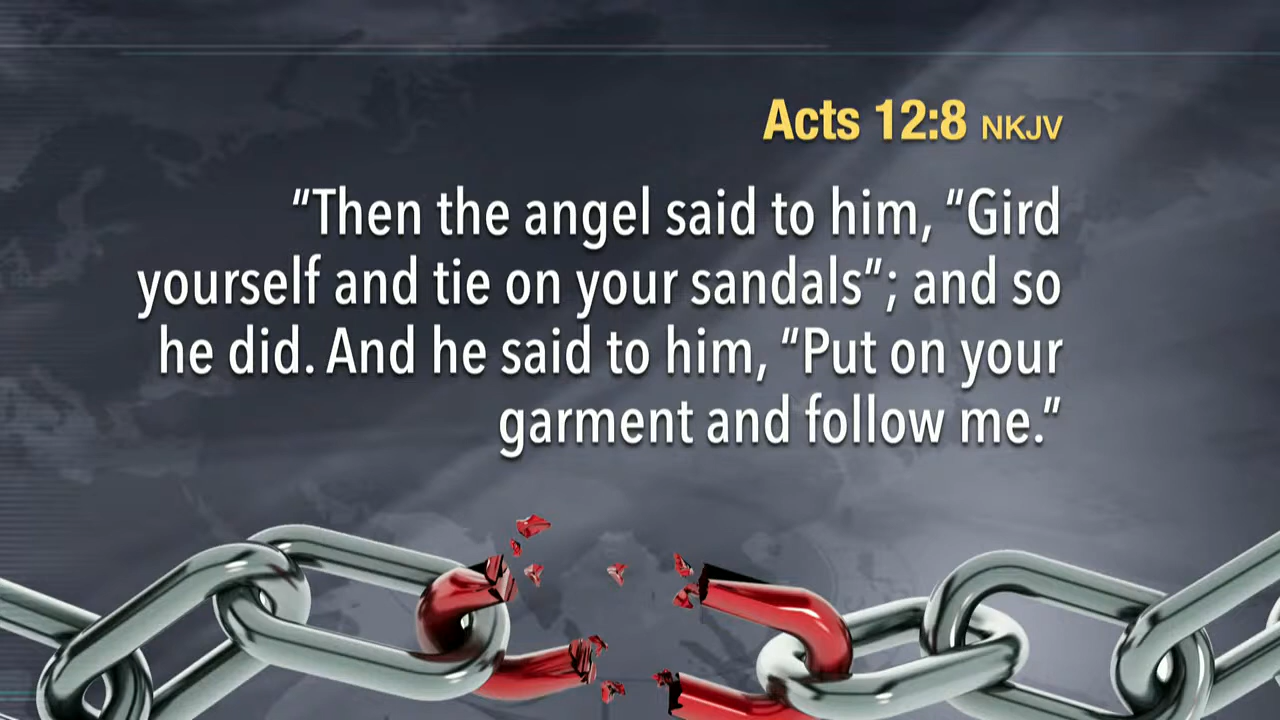 Acts 12:8 NKJV
“Then the angel said to him, “Gird
yourself and tie on your sandals”; and so
he did. And he said to him, “Put on your
garment and follow me.”